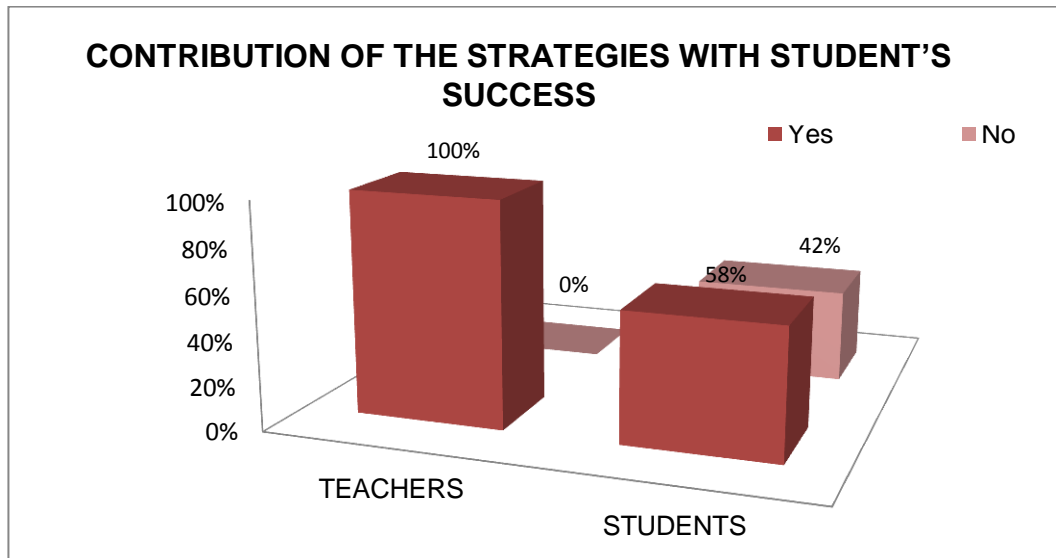 CONTRIBUTION OF THE STRATEGIES WITH STUDENT’S
SUCCESS
Yes No
100%
0%
58%
42%
100%
80%
60%
40%
20%
0%
TEACHERS
STUDENTS